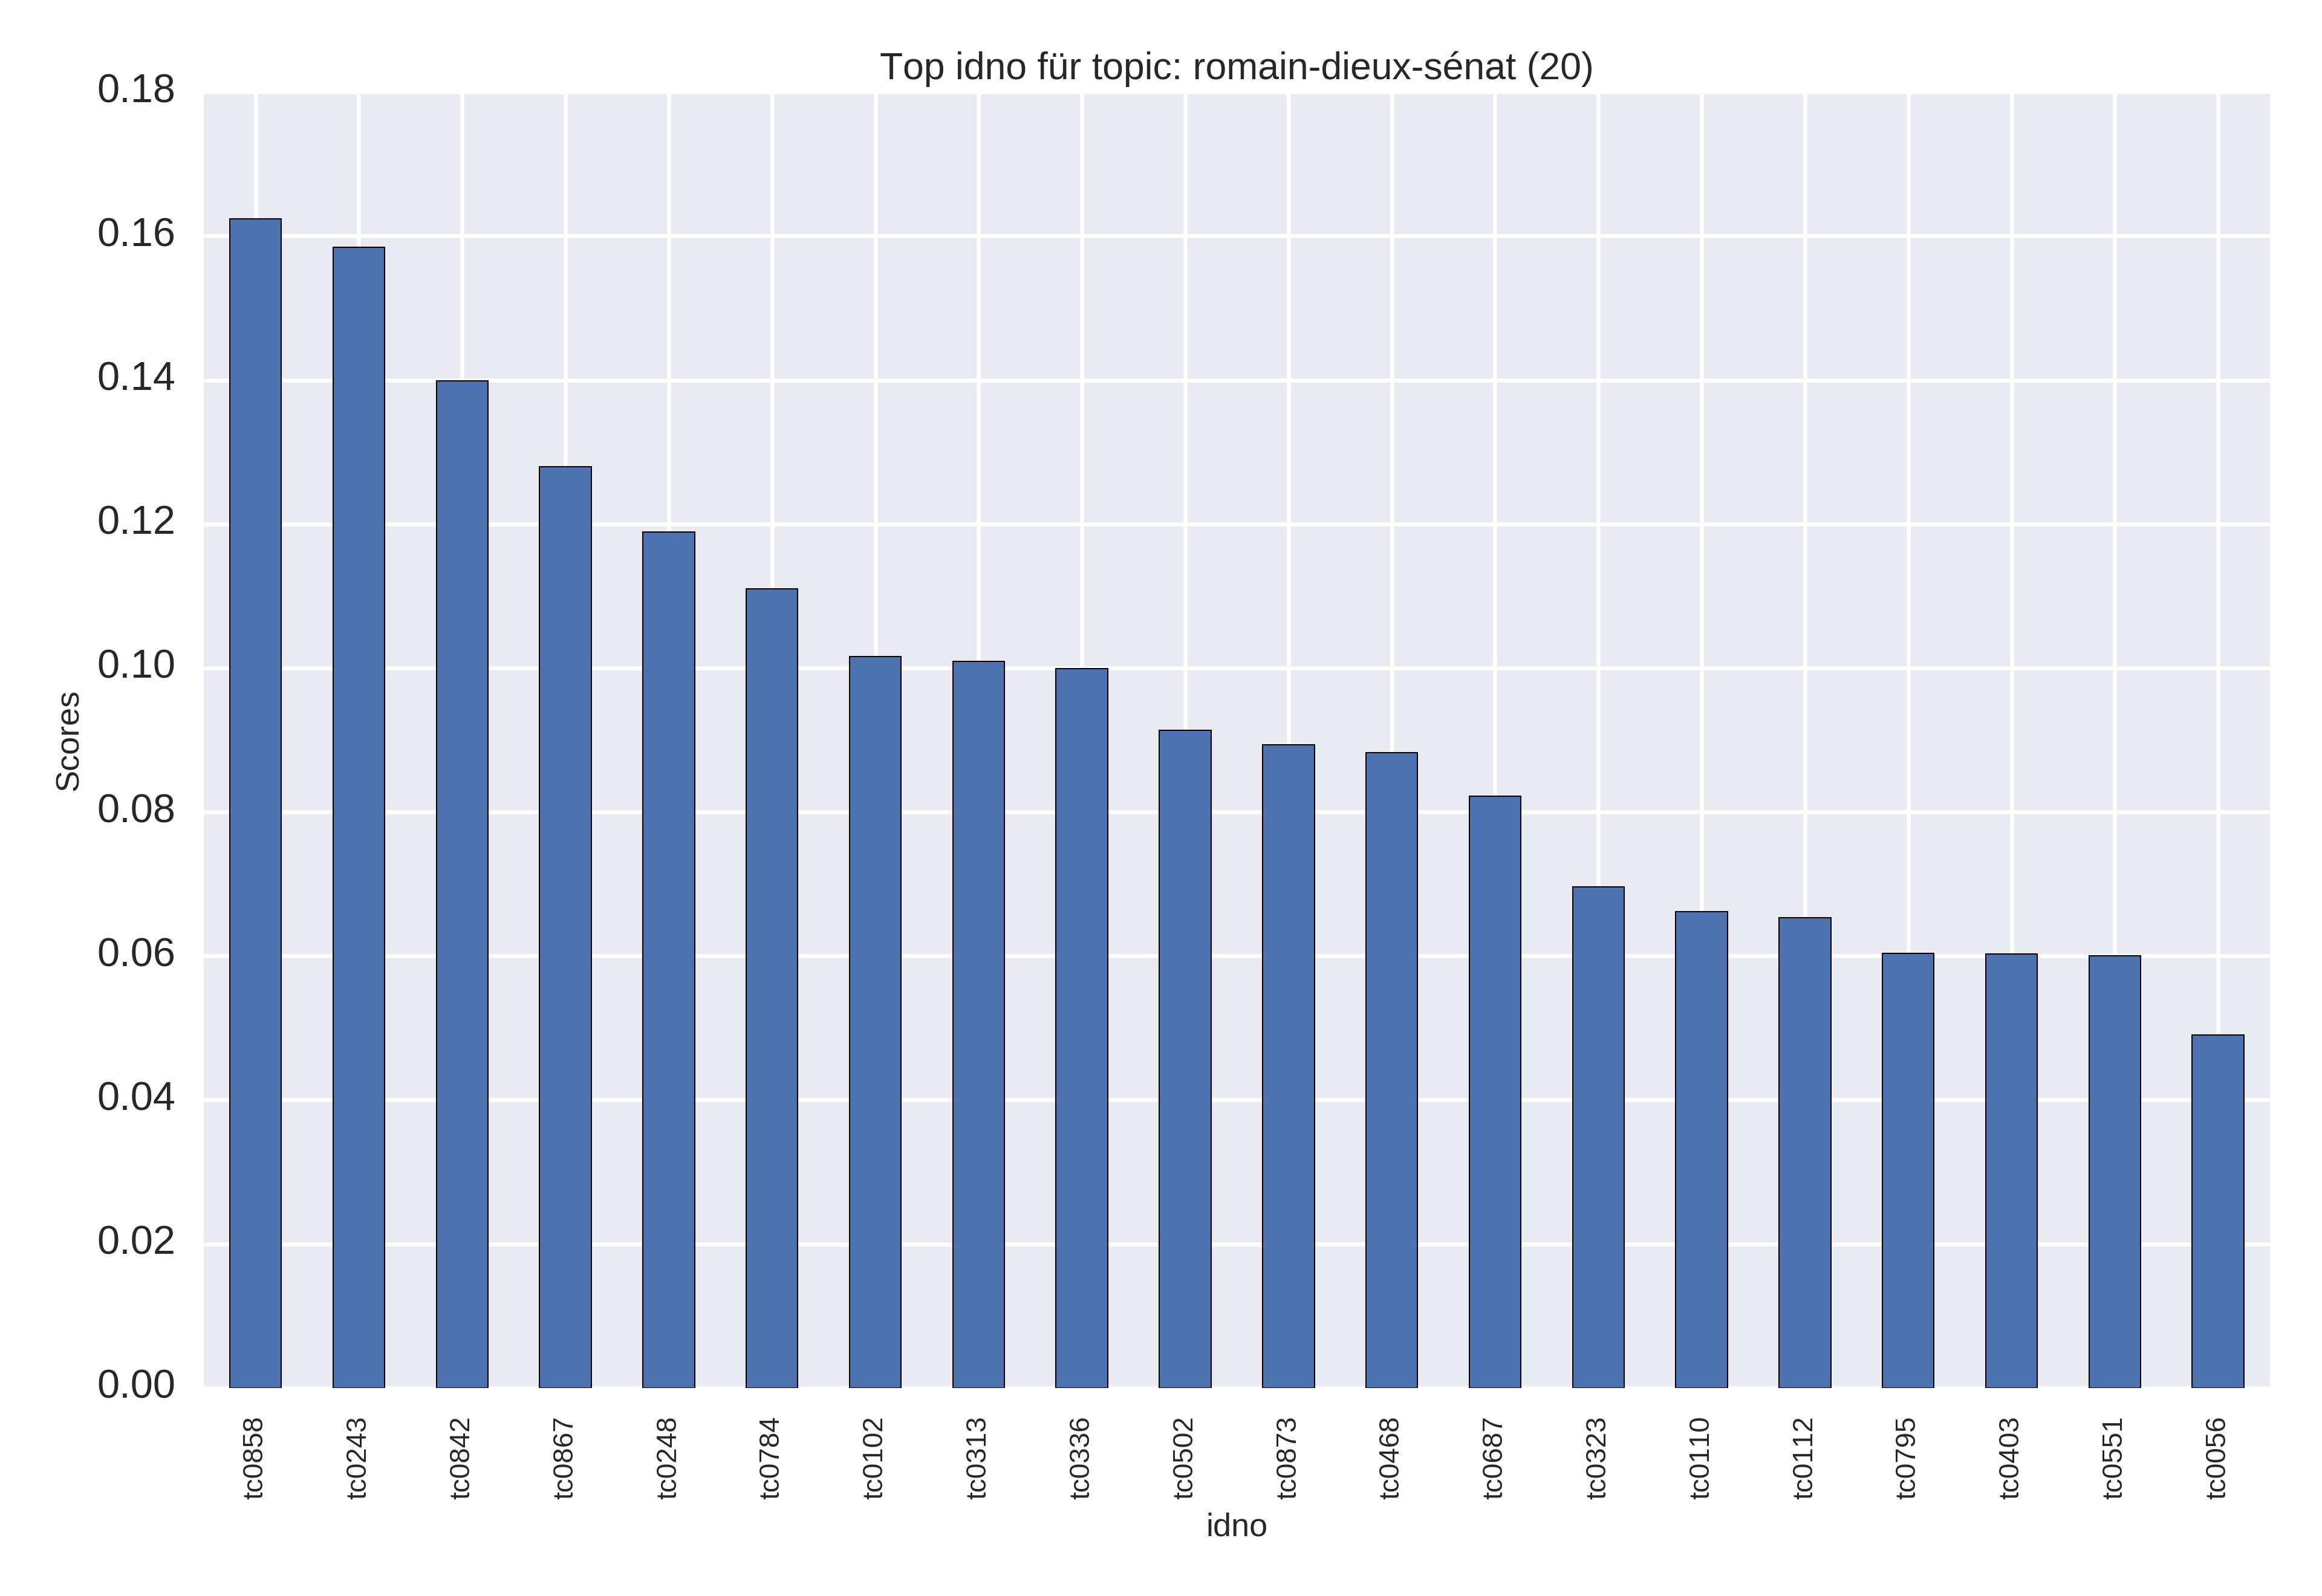 Top idno für topic: romain-dieux-sénat (20)
0.18
0.16
0.14
0.12
0.10
0.08
0.06
0.04
0.02
0.00
Scores
tc0858
tc0243
tc0842
tc0867
tc0248
tc0784
tc0102
tc0313
tc0336
tc0502
tc0873
tc0468
tc0687
tc0323
tc0110
tc0112
tc0795
tc0403
tc0551
tc0056
idno